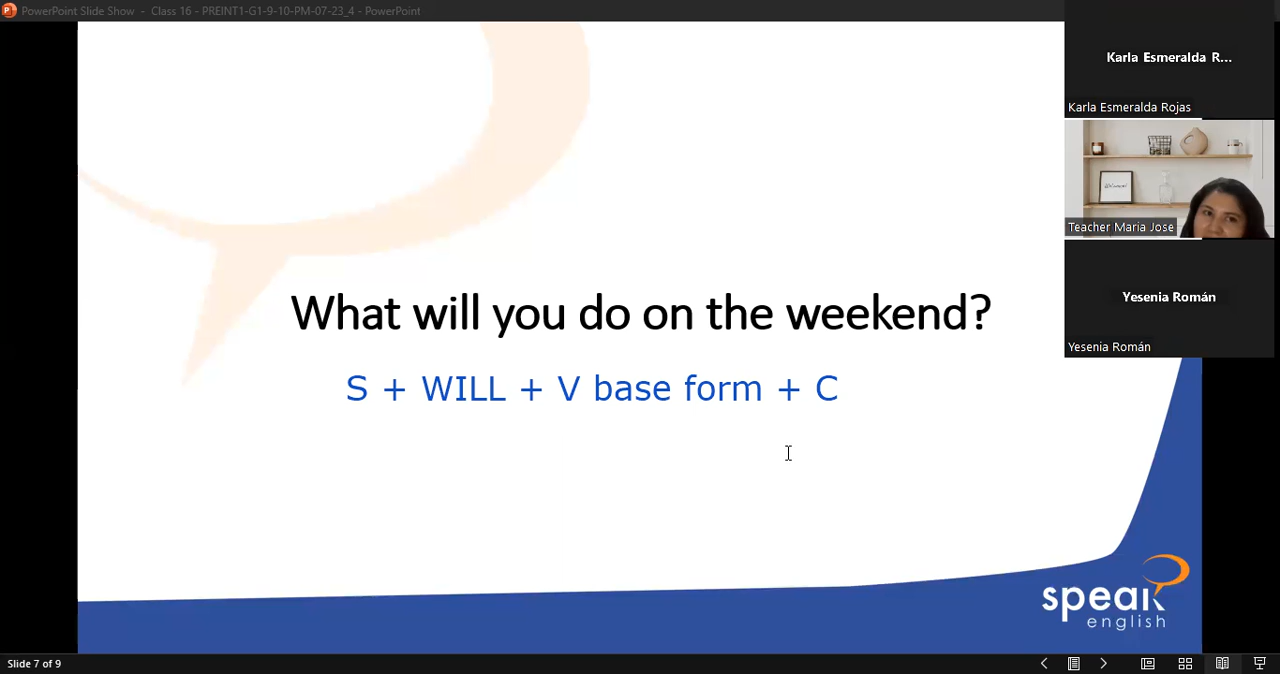 PowerPoint Slide Show - Class 16 - PREINT1-G1-9-10-PM-07-23_4 - PowerPoint
Karla Esmeralda R...
Karla Esmeralda Rojas
Teacher Maria Jose
Yesenia Román
Yesenia Román
What will you do on the weekend?
S + WILL + V base form + C
speak
english
Slide 7 of 9